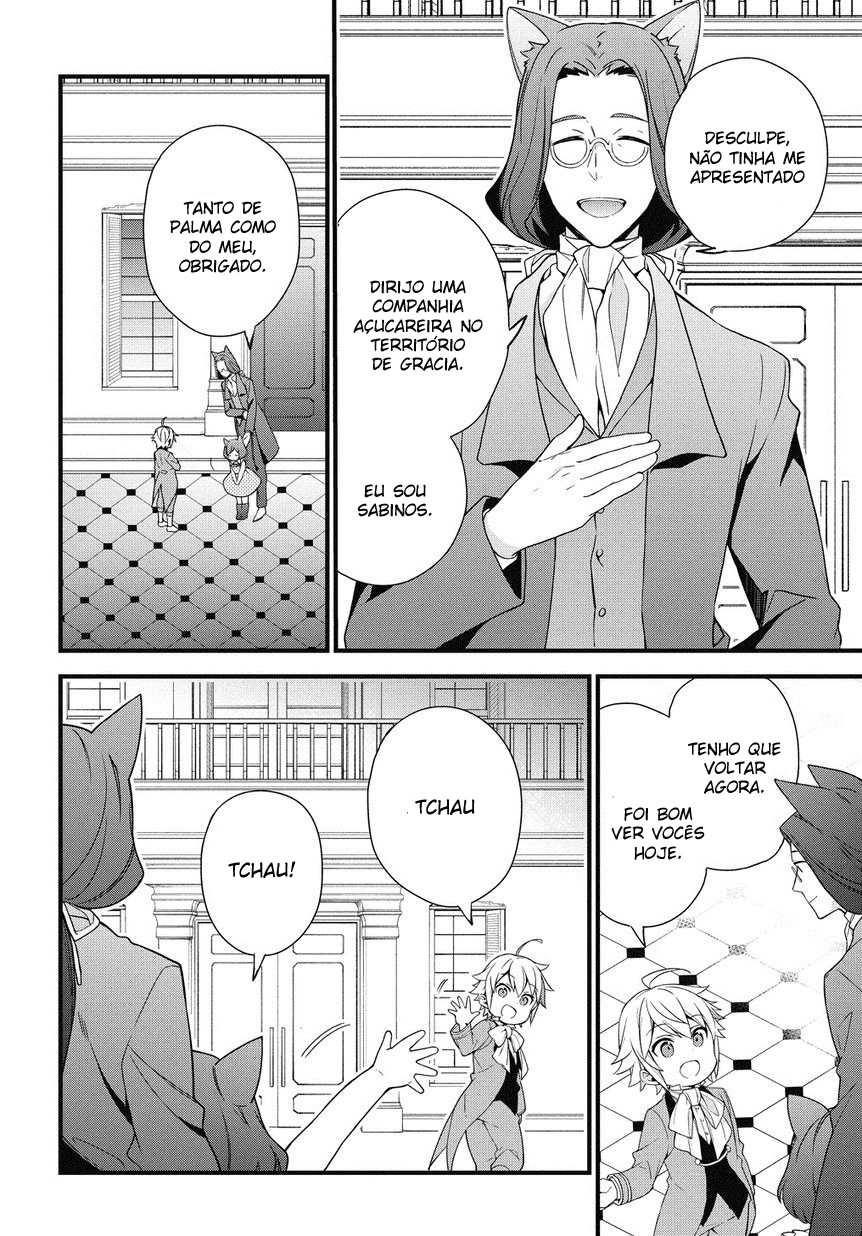 DESCULPE,
NÃO TINHA ME
APRESENTADO
DIRIJO UMA
COMPANHIA
AÇUCAREIRA NO
TERRITÓRIO
DE GRACIA.
EU SOU
SABINOS.
TANTO DE
PALMA COMO
DO MEU,
OBRIGADO.
TENHO QUE
VOLTAR
AGORA.
FOI BOM
VER VOCÊS
HOJE.
TCHAU
TCHAU!